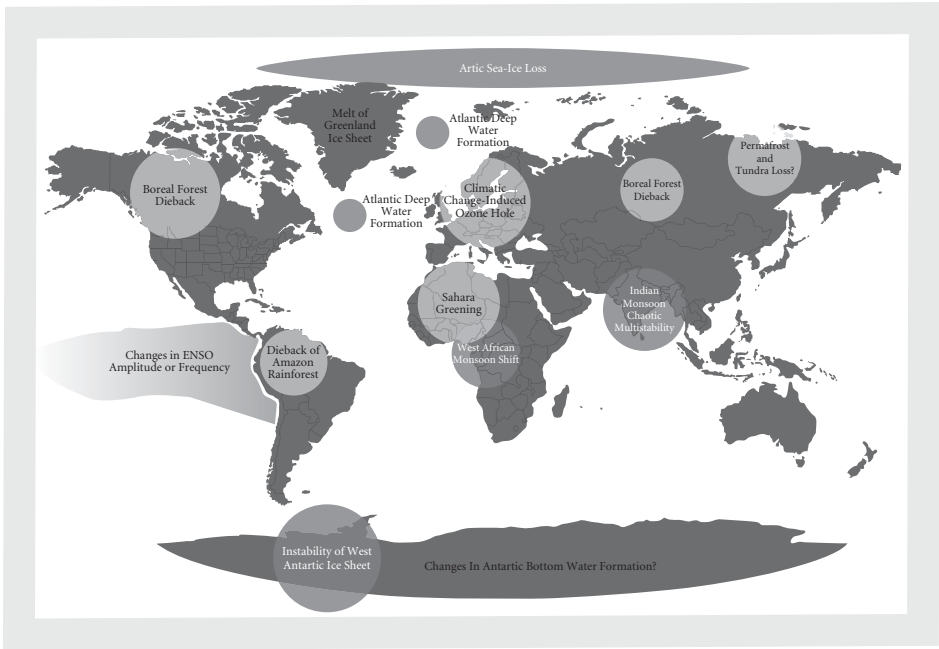 Artic Sea-Ice Loss
Melt of
Greenland
Ice Sheet
Atlantic Deep
Water
Formation
Permafrost
and
Tundra Loss?
Boreal Forest
Dieback
Atlantic Deep
Water
Formation
Climatic
Change-Induced
Ozone Hole
Boreal Forest
Dieback
Sahara
Greening
Indian
Monsoon
Chaotic
Multistability
West African
Monsoon Shift
Changes in ENSO
Amplitude or Frequency
Dieback of
Amazon
Rainforest
Instability of West
Antartic Ice Sheet
Changes In Antartic Bottom Water Formation?